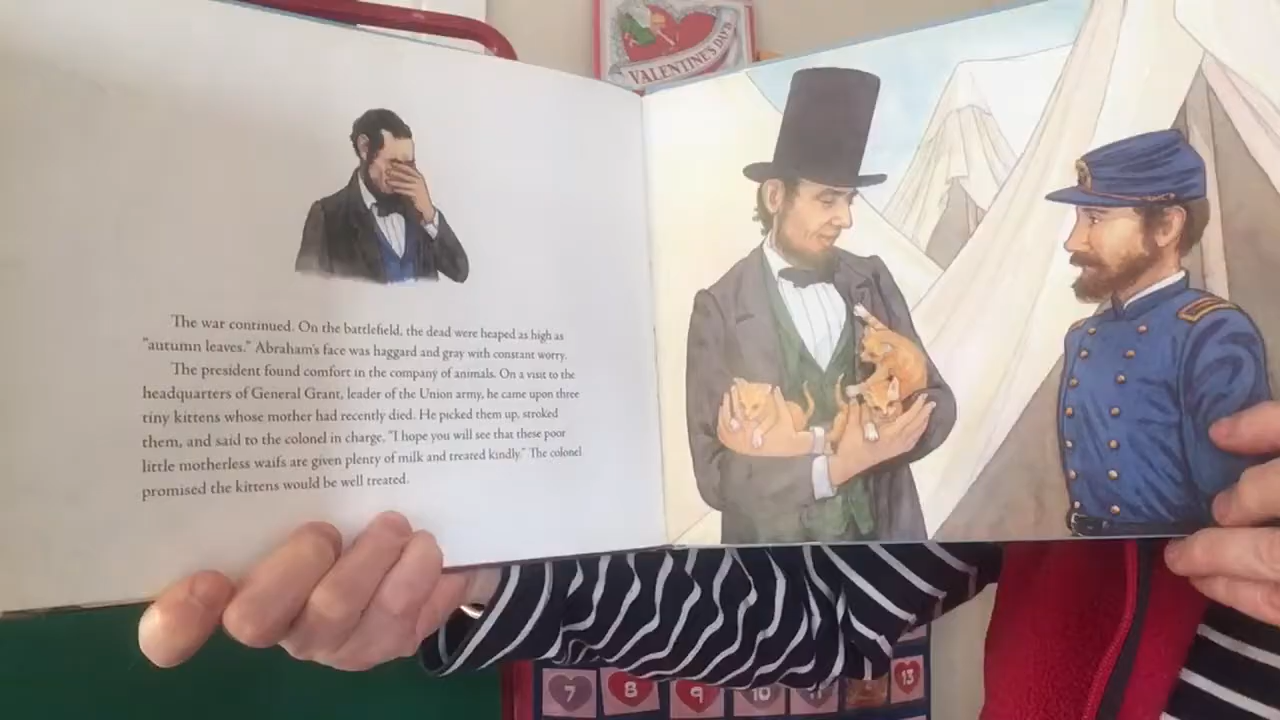 VALENTINE'S DAY
The war continued. On the battlefield, the dead were heaped as high as
"autumn leaves." Abraham's face was haggard and gray with constant worry.
The president found comfort in the company of animals. On a visit to the
headquarters of General Grant, leader of the Union army, he came upon three
tiny kittens whose mother had recently died. He picked them up, stroked
them, and said to the colonel in charge, "I hope you will see that these poor
little motherless waifs are given plenty of milk and treated kindly." The colonel
promised the kittens would be well treated.
7 8 9 10 11 13